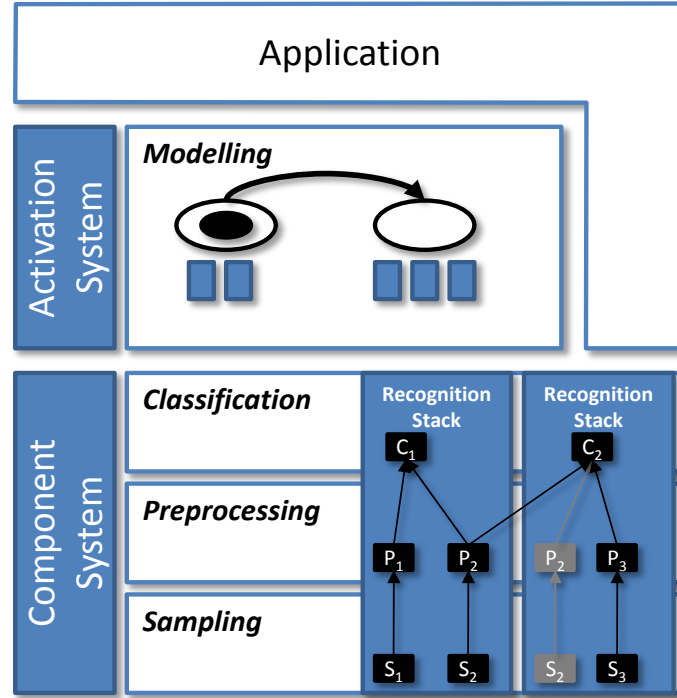 Application
Activation
System
Modelling
Component
System
Classification
Recognition
Stack
Recognition
Stack
C₁
C₂
Preprocessing
P₁
P₂
P₂
P₃
Sampling
S₁
S₂
S₂
S₃